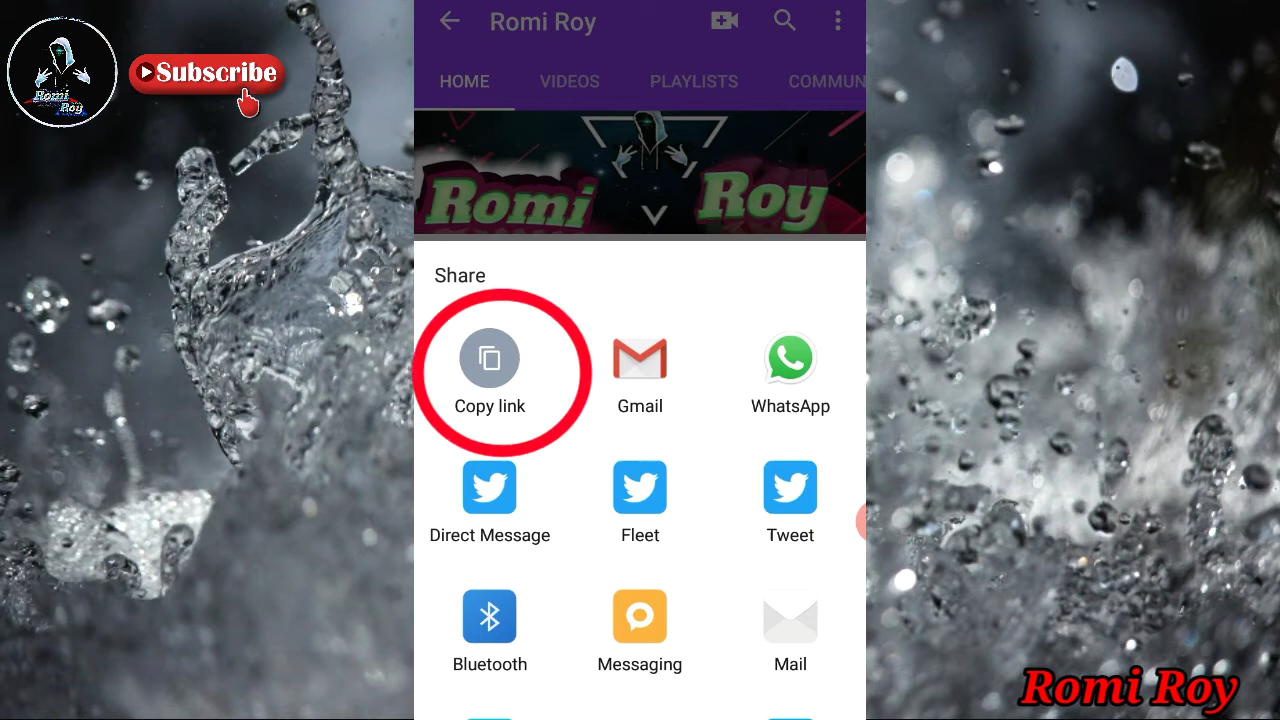 Romi
Roy
Subscribe
Romi Roy
HOME VIDEOS PLAYLISTS COMMUN
Romi Roy
Share
Copy link Gmail WhatsApp
Direct Message Fleet Tweet
Bluetooth Messaging Mail
Romi Roy